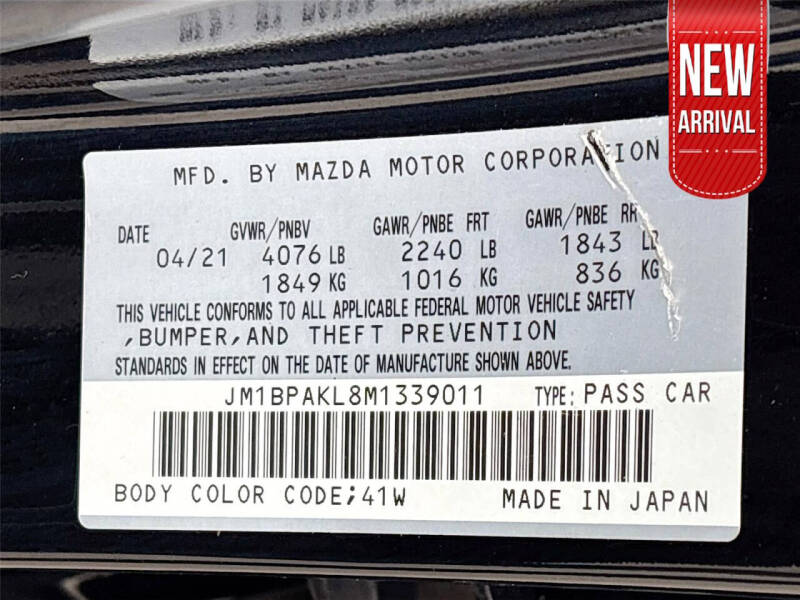 NEW
ARRIVAL
MFD. BY MAZDA MOTOR CORPORATION
DATE GVWR/PNBV GAWR/PNBE FRT GAWR/PNBE RR
04/21 4076 LB 2240 LB 1843 LB
1849 KG 1016 KG 836 KG
THIS VEHICLE CONFORMS TO ALL APPLICABLE FEDERAL MOTOR VEHICLE SAFETY
,BUMPER,AND THEFT PREVENTION
STANDARDS IN EFFECT ON THE DATE OF MANUFACTURE SHOWN ABOVE.
JM1BPAKL8M1339011 TYPE: PASS CAR
BODY COLOR CODE;41W MADE IN JAPAN